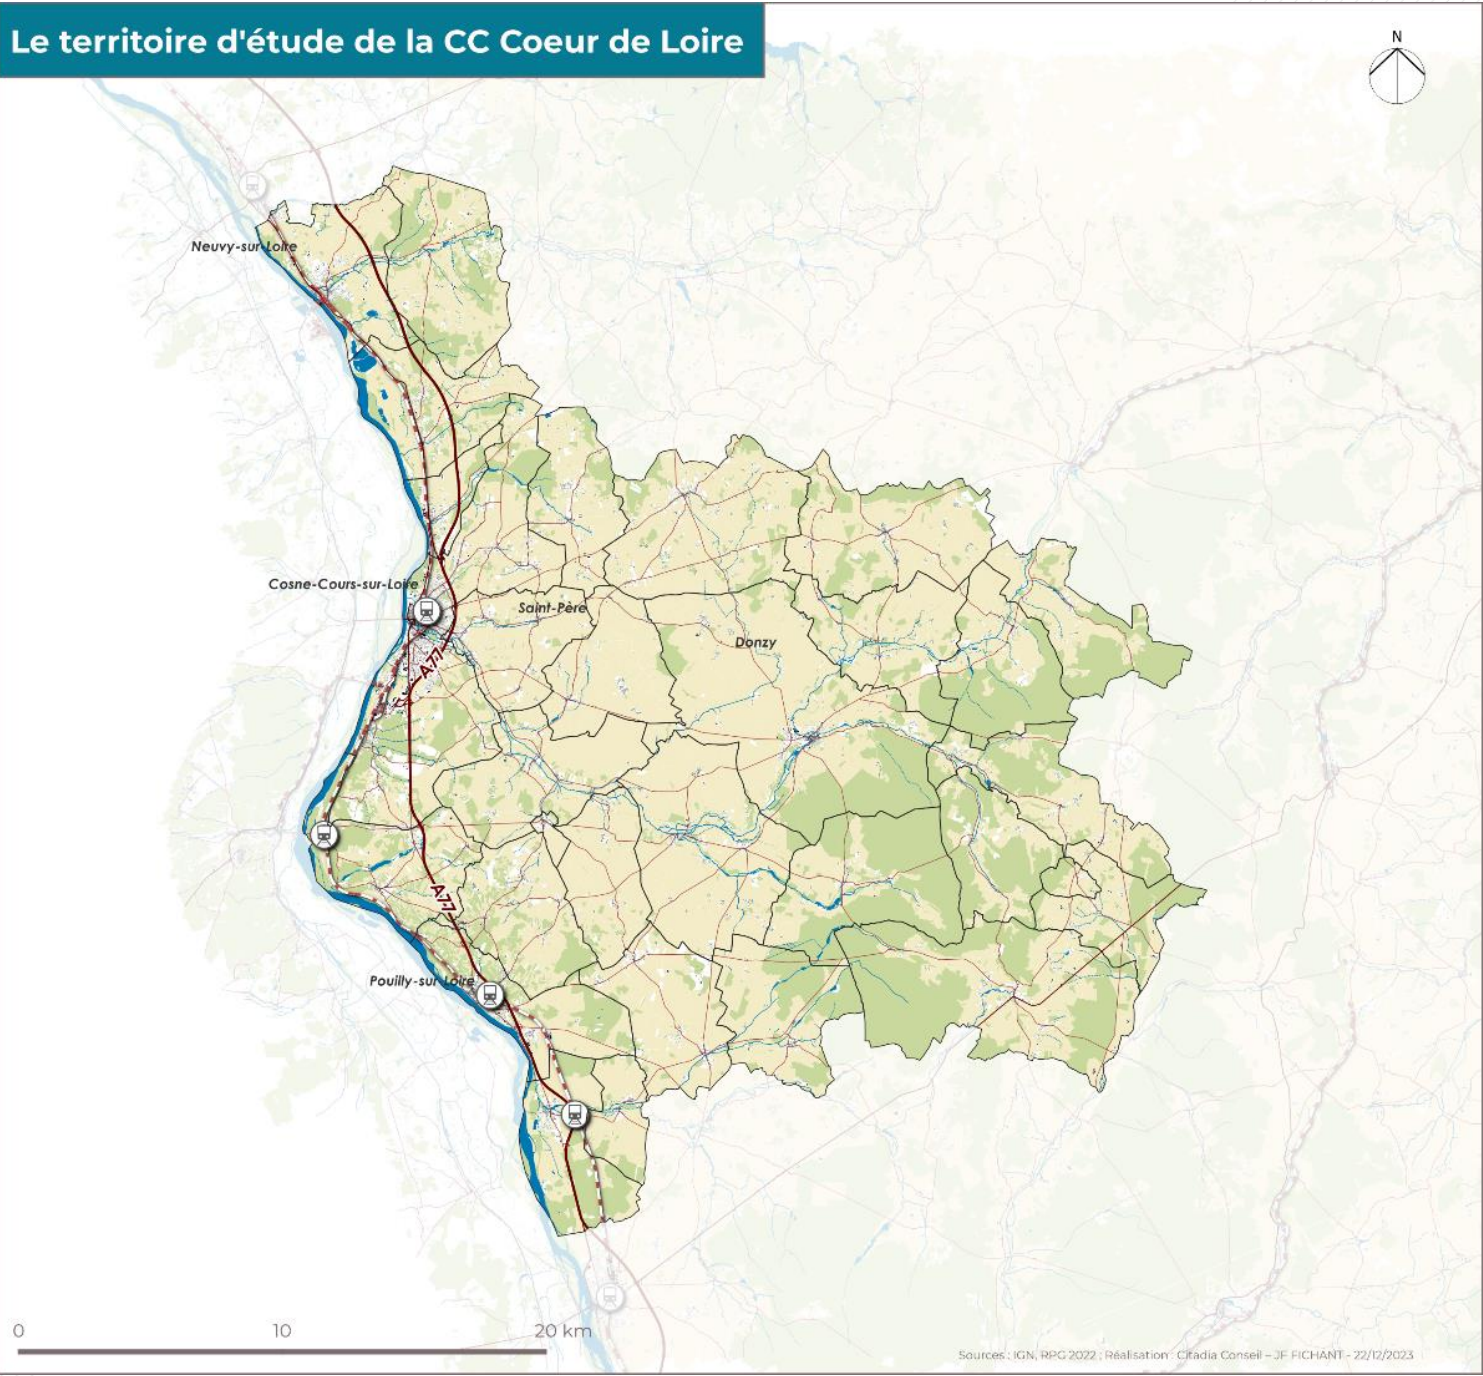 Le territoire d'étude de la CC Coeur de Loire
N
Neuvy-sur-Loire
Cosne-Cours-sur-Loire
Saint-Père
Donzy
A77
A77
Pouilly-sur-Loire
0 10 20 km
Sources : IGN, RPG 2022 ; Réalisation : Citadia Conseil – JF FICHANT - 22/12/2023